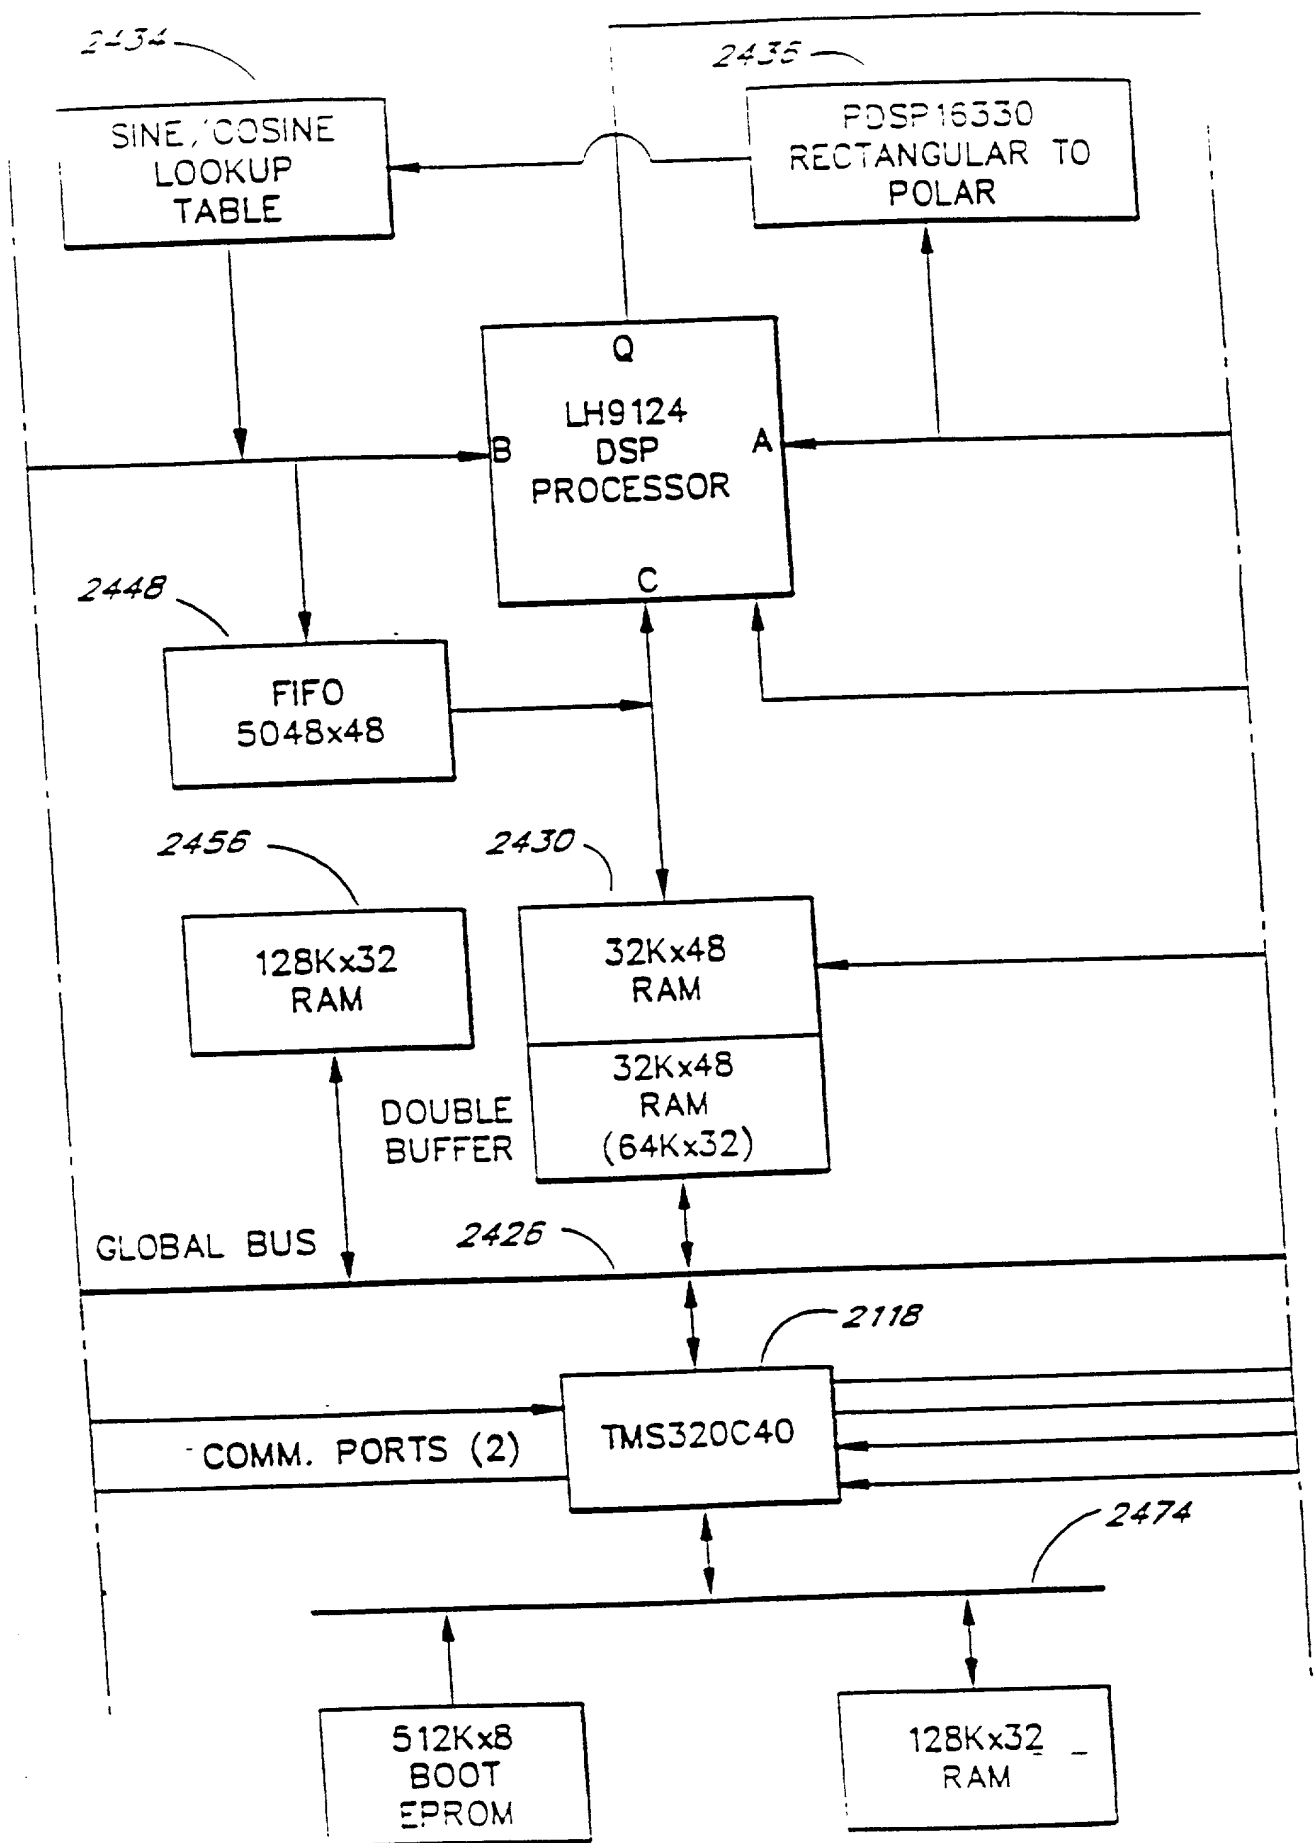 2434
2436
SINE/COSINE
LOOKUP
TABLE
PDSP16330
RECTANGULAR TO
POLAR
Q
LH9124
DSP
PROCESSOR
B
A
C
2448
FIFO
5048x48
2456
2430
128Kx32
RAM
32Kx48
RAM
32Kx48
RAM
(64Kx32)
DOUBLE
BUFFER
GLOBAL BUS
2426
2118
TMS320C40
COMM. PORTS (2)
2474
512Kx8
BOOT
EPROM
128Kx32
RAM